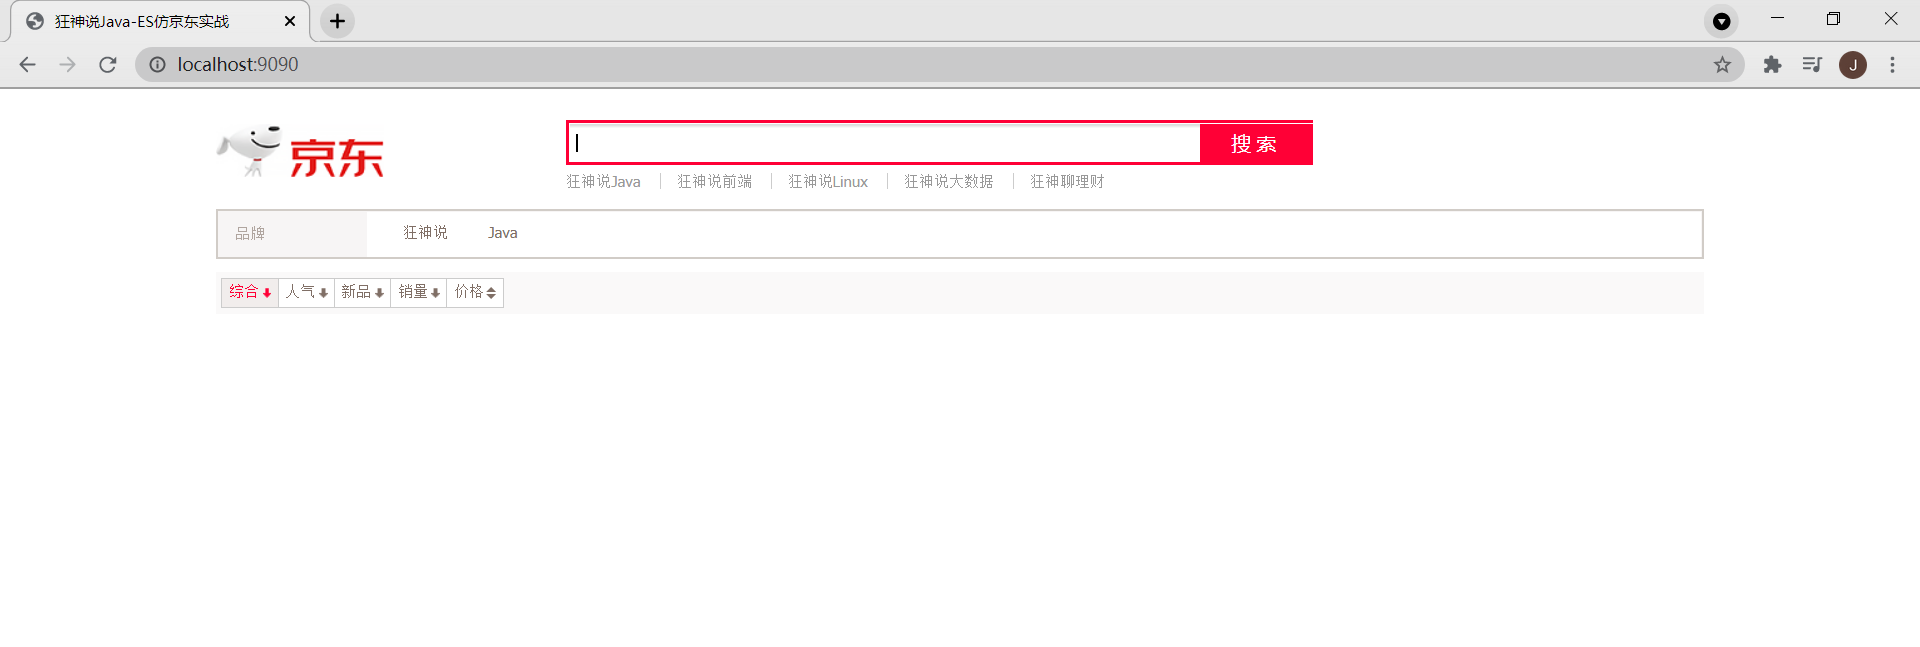 狂神说Java-ES仿京东实战
localhost:9090
J
京东
搜 索
狂神说Java 狂神说前端 狂神说Linux 狂神说大数据 狂神聊理财
品牌 狂神说 Java
综合 人气 新品 销量 价格